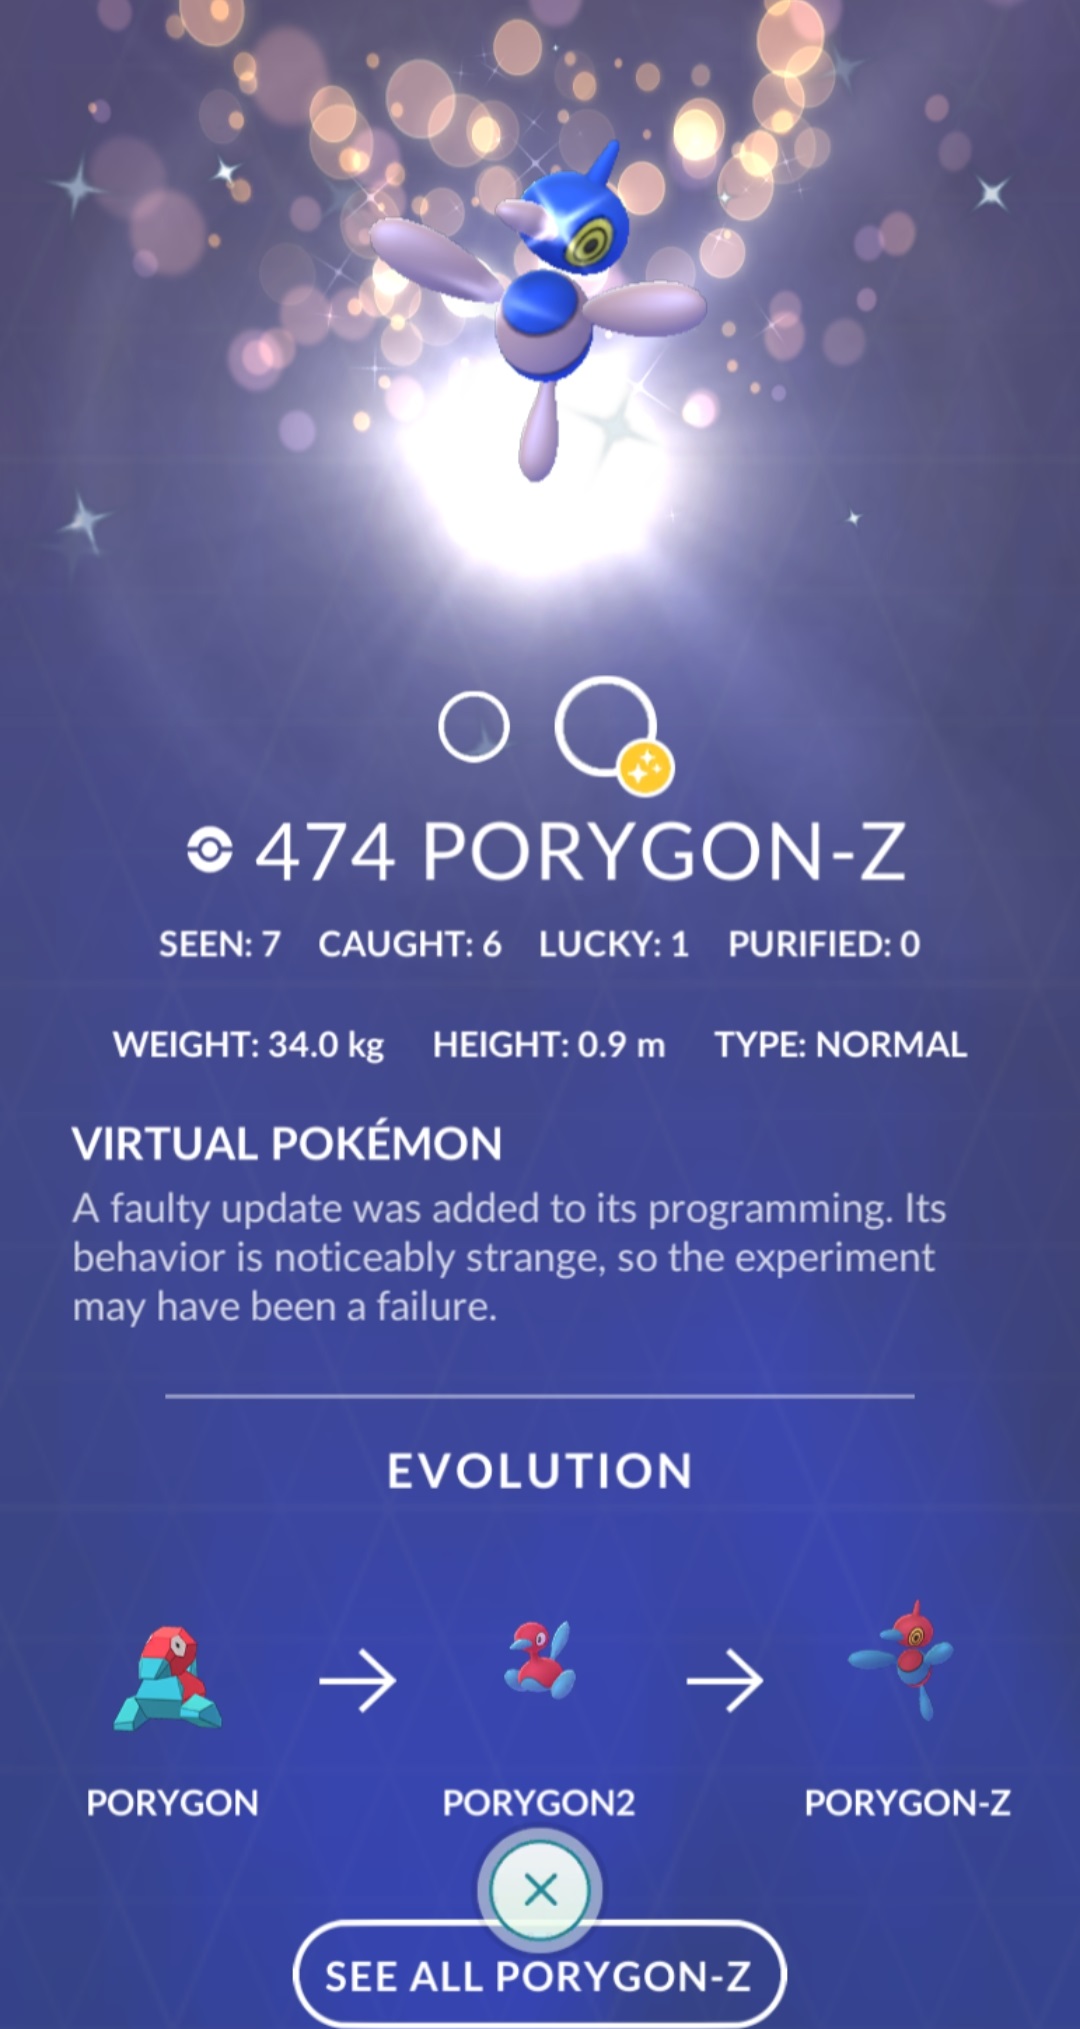 474 PORYGON-Z
SEEN: 7 CAUGHT: 6 LUCKY: 1 PURIFIED: 0
WEIGHT: 34.0 kg HEIGHT: 0.9 m TYPE: NORMAL
VIRTUAL POKÉMON
A faulty update was added to its programming. Its
behavior is noticeably strange, so the experiment
may have been a failure.
EVOLUTION
PORYGON PORYGON2 PORYGON-Z
SEE ALL PORYGON-Z